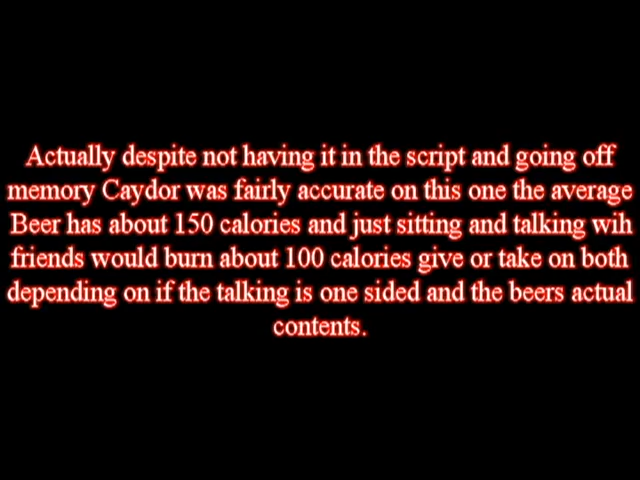 Actually despite not having it in the script and going off
memory Caydor was fairly accurate on this one the average
Beer has about 150 calories and just sitting and talking wih
friends would burn about 100 calories give or take on both
depending on if the talking is one sided and the beers actual
contents.